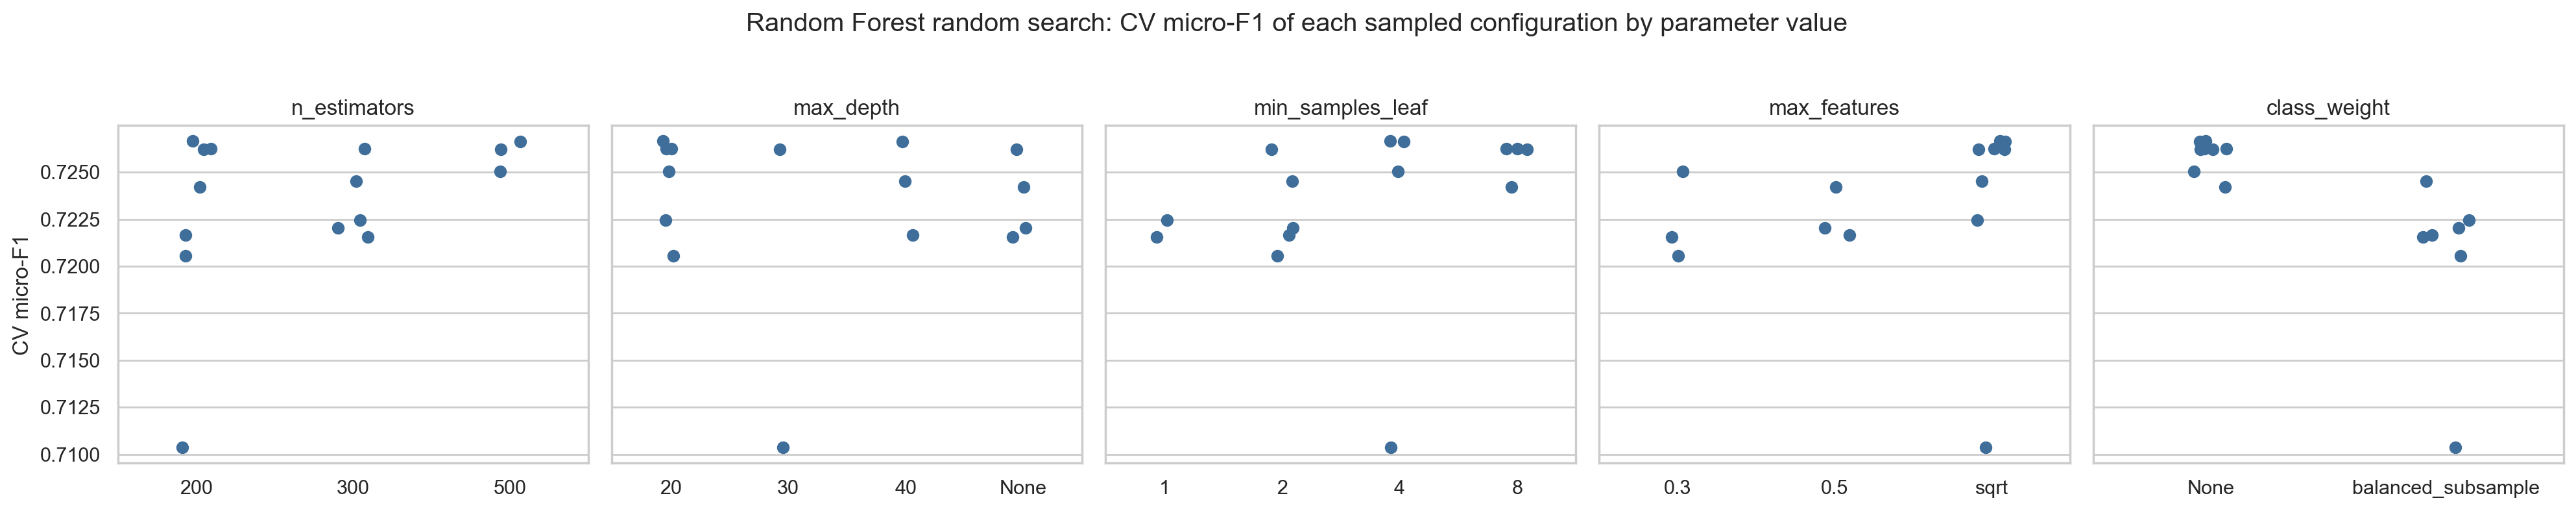 Random Forest random search: CV micro-F1 of each sampled configuration by parameter value
n_estimators
max_depth
min_samples_leaf
max_features
class_weight
CV micro-F1
0.7250
0.7225
0.7200
0.7175
0.7150
0.7125
0.7100
200 300 500
20 30 40 None
1 2 4 8
0.3 0.5 sqrt
None balanced_subsample